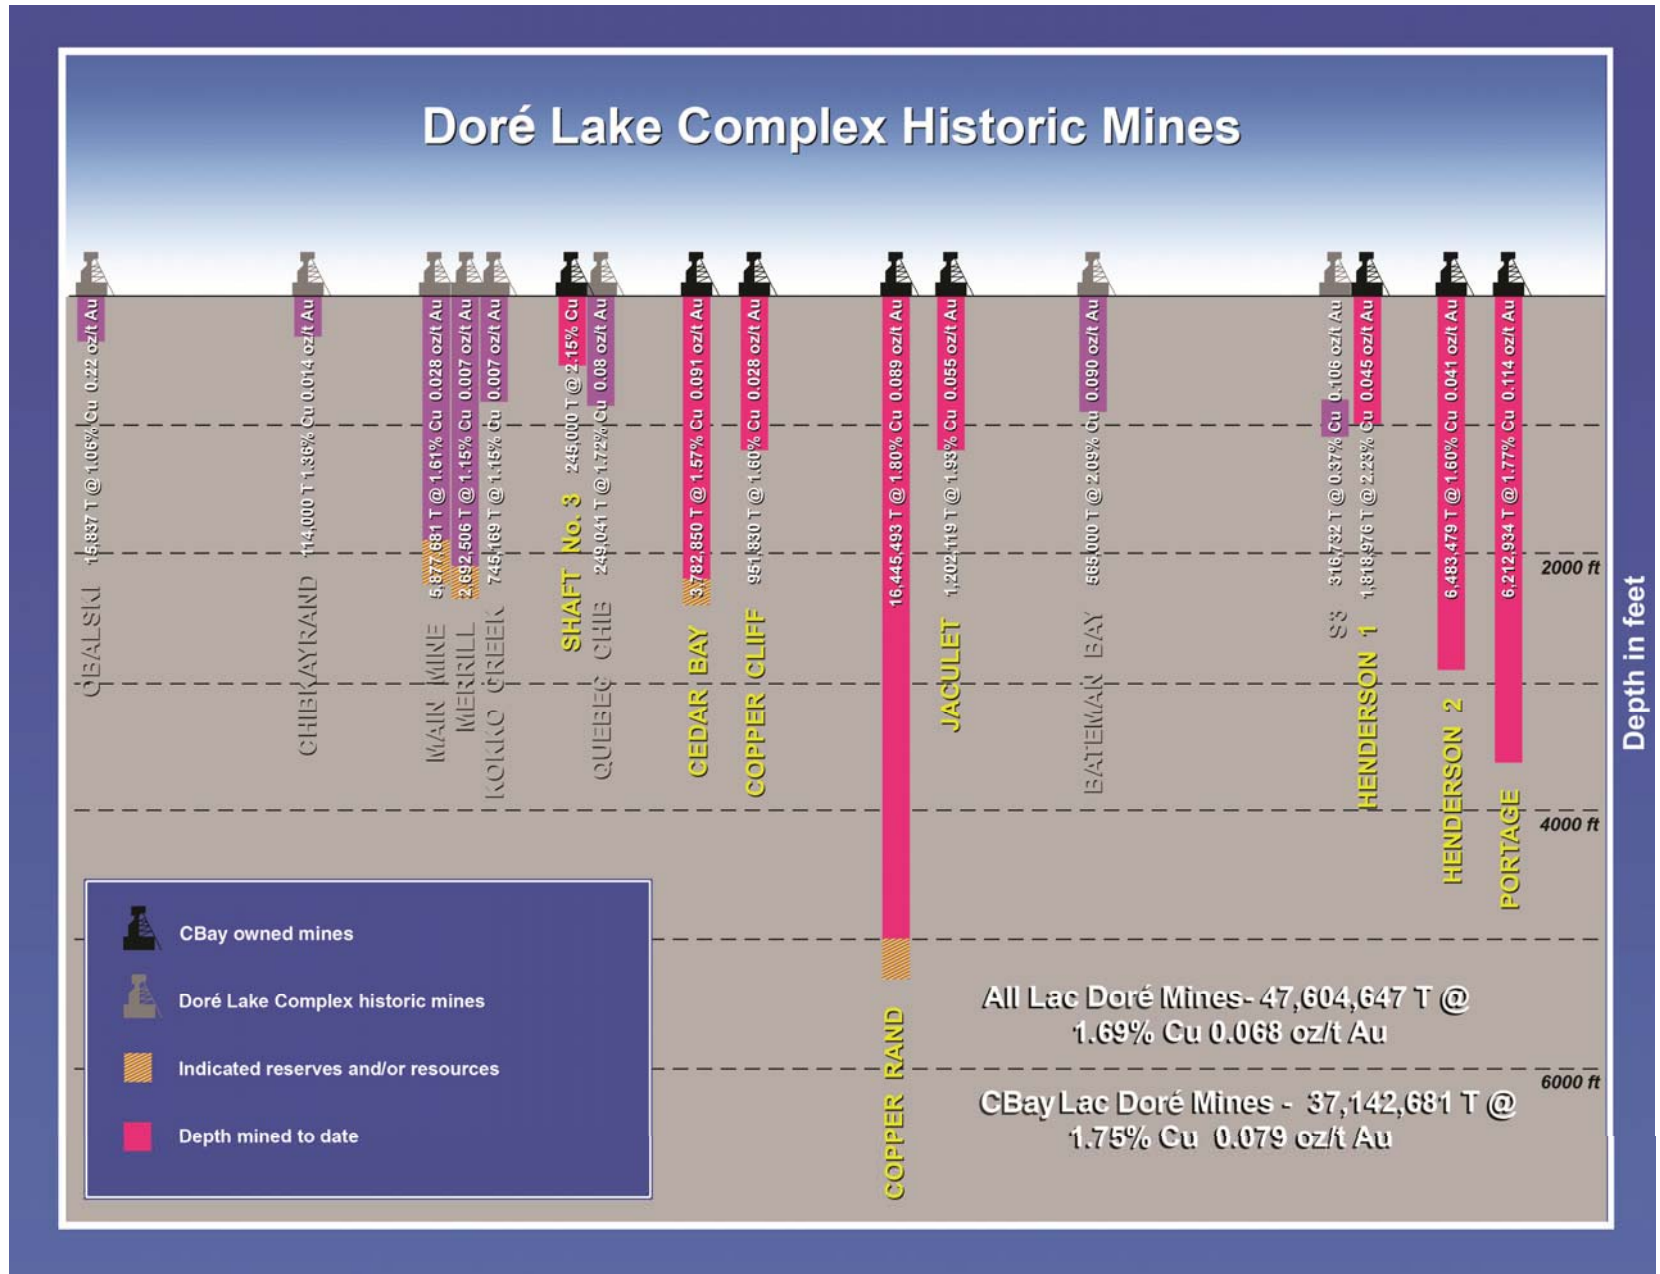 Doré Lake Complex Historic Mines
15,837 T @ 1.06% Cu 0.22 oz/t Au
OBALSKI
114,000 T 1.36% Cu 0.014 oz/t Au
CHIBKAYRAND
5,877,681 T @ 1.61% Cu 0.028 oz/t Au
MAIN MINE
2,692,506 T @ 1.15% Cu 0.007 oz/t Au
MERRILL
745,169 T @ 1.15% Cu 0.007 oz/t Au
KOKKO CREEK
245,000 T @ 2.15% Cu
SHAFT No. 3
249,041 T @ 1.72% Cu 0.08 oz/t Au
QUEBEC CHIB
3,782,850 T @ 1.57% Cu 0.091 oz/t Au
CEDAR BAY
951,830 T @ 1.60% Cu 0.028 oz/t Au
COPPER CLIFF
16,445,493 T @ 1.80% Cu 0.089 oz/t Au
COPPER RAND
1,202,119 T @ 1.93% Cu 0.055 oz/t Au
JACULET
565,000 T @ 2.09% Cu 0.090 oz/t Au
BATEMAN BAY
316,732 T @ 0.37% Cu 0.106 oz/t Au
S3
1,818,976 T @ 2.23% Cu 0.045 oz/t Au
HENDERSON 1
6,483,479 T @ 1.60% Cu 0.041 oz/t Au
HENDERSON 2
6,212,934 T @ 1.77% Cu 0.114 oz/t Au
PORTAGE
2000 ft
4000 ft
6000 ft
Depth in feet
CBay owned mines
Doré Lake Complex historic mines
Indicated reserves and/or resources
Depth mined to date
All Lac Doré Mines- 47,604,647 T @
1.69% Cu 0.068 oz/t Au
CBay Lac Doré Mines - 37,142,681 T @
1.75% Cu 0.079 oz/t Au